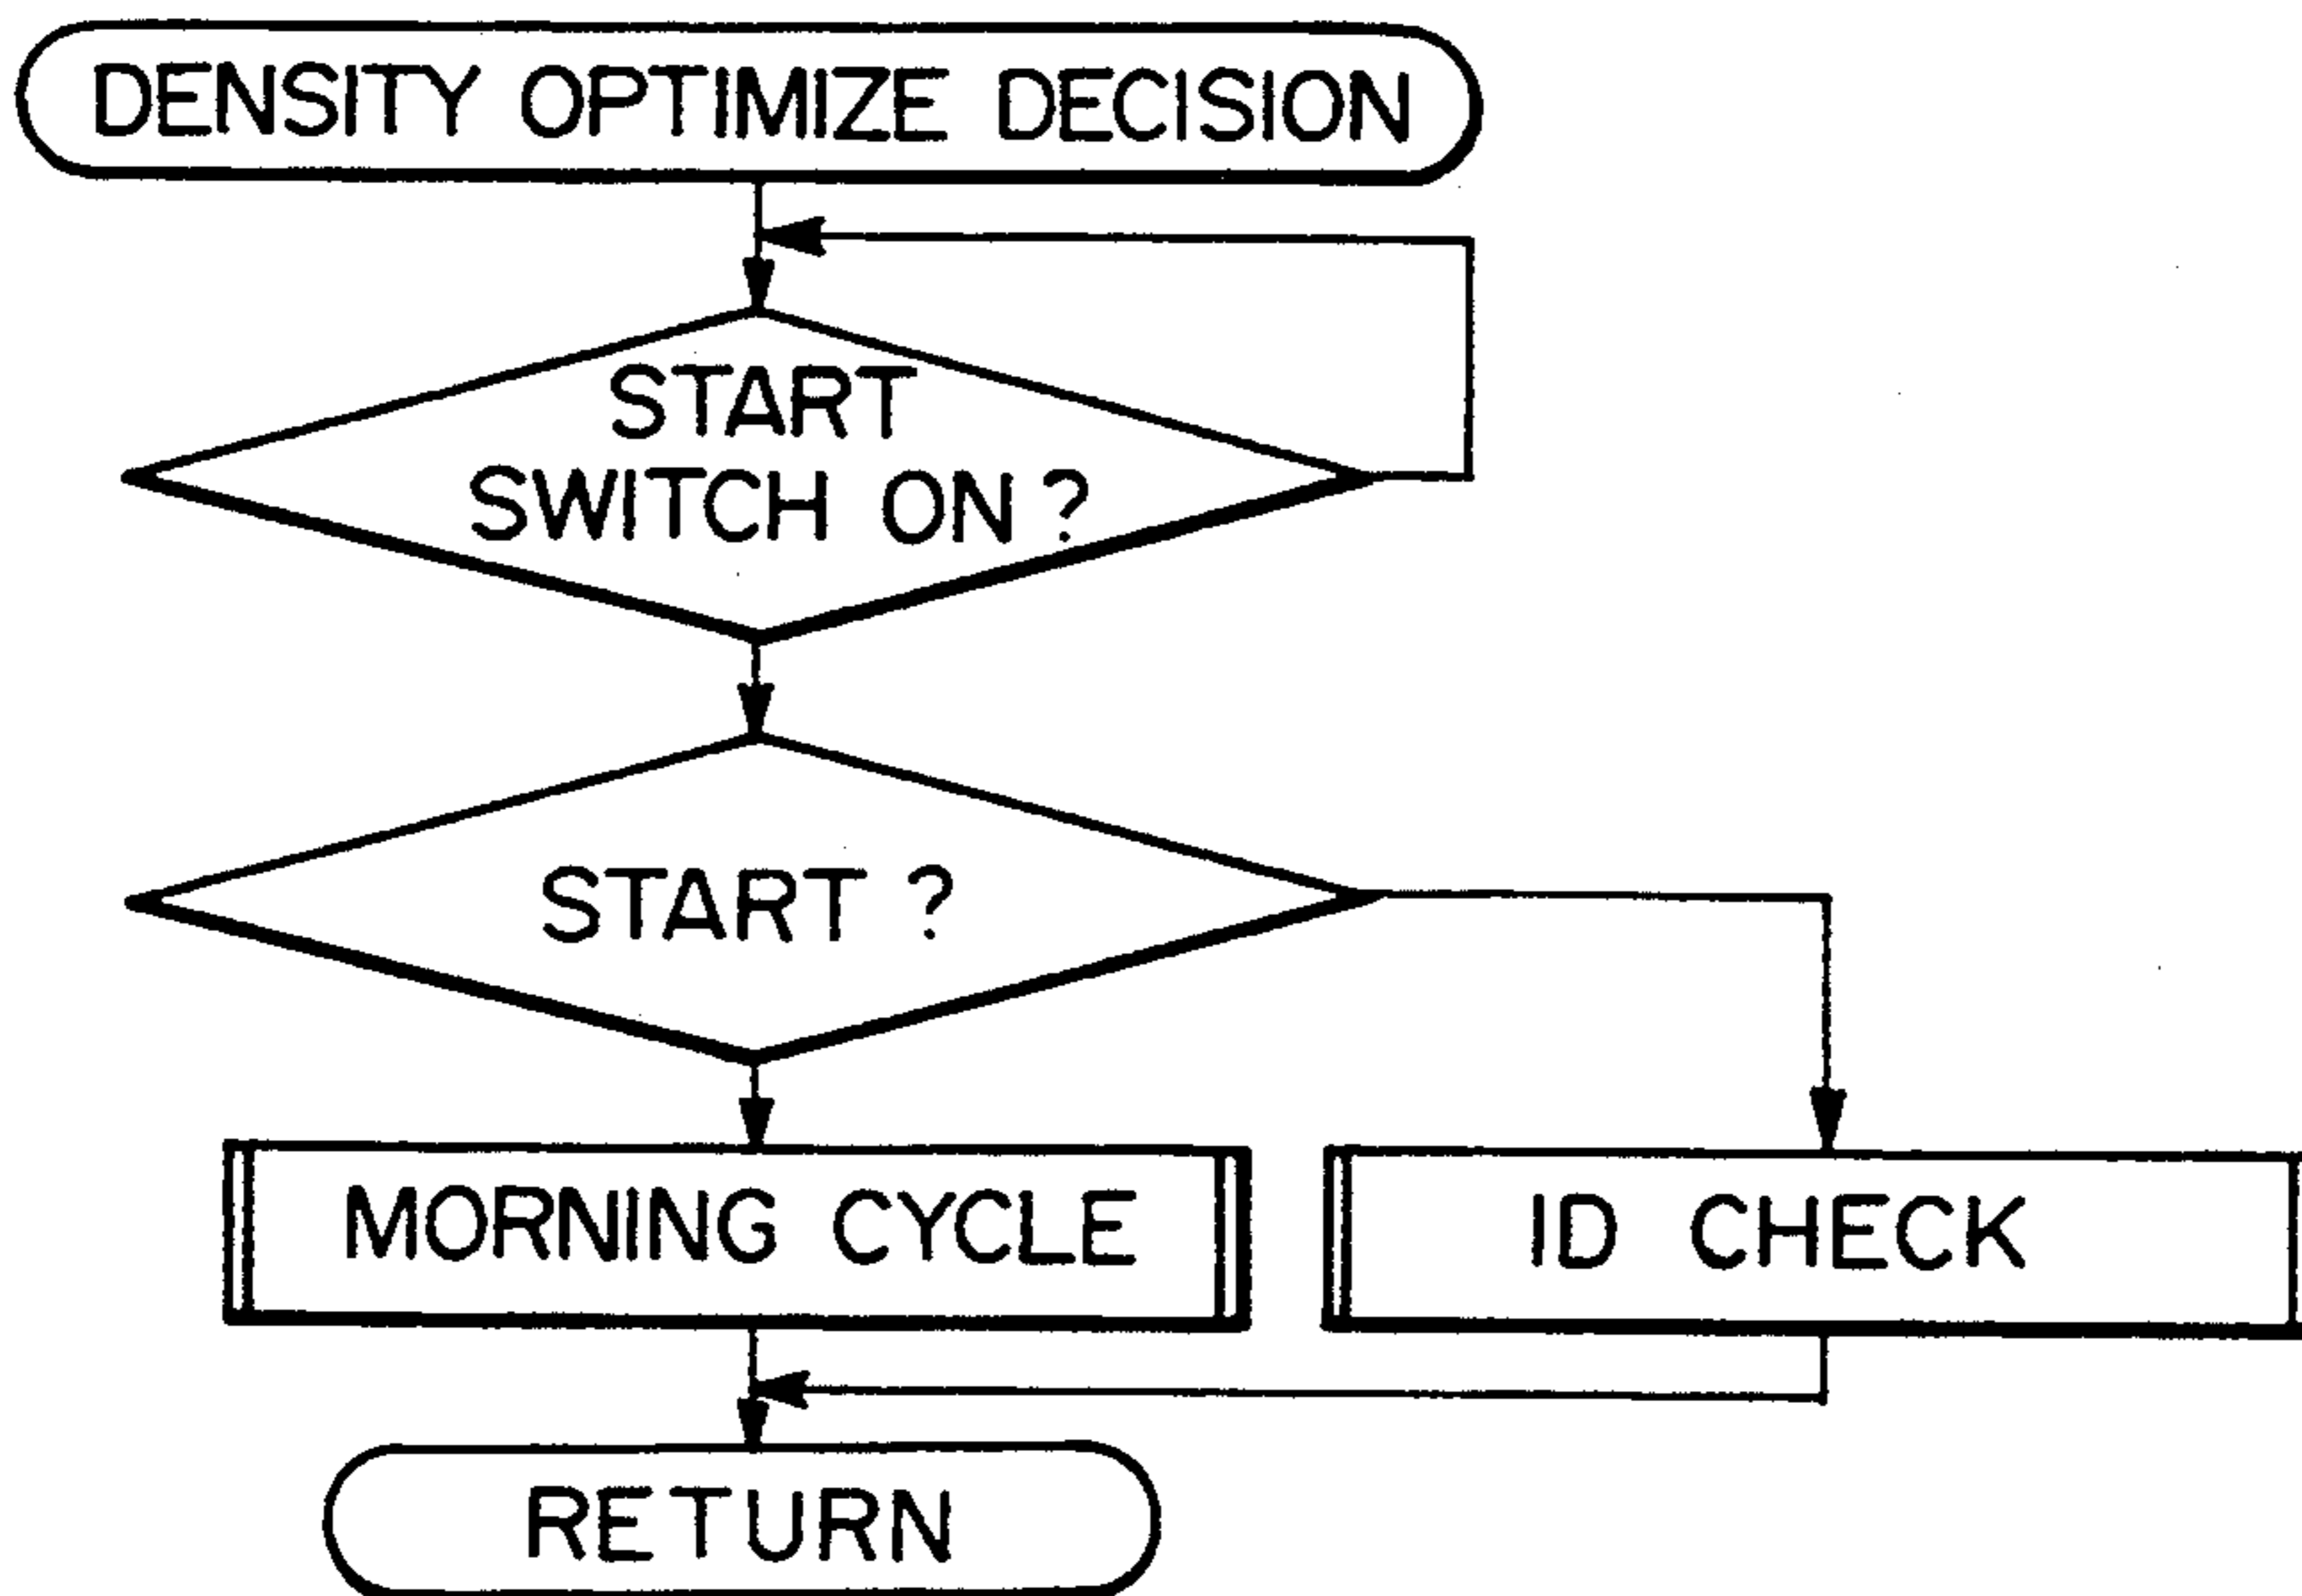 DENSITY OPTIMIZE DECISION
START
SWITCH ON?
START ?
MORNING CYCLE
ID CHECK
RETURN